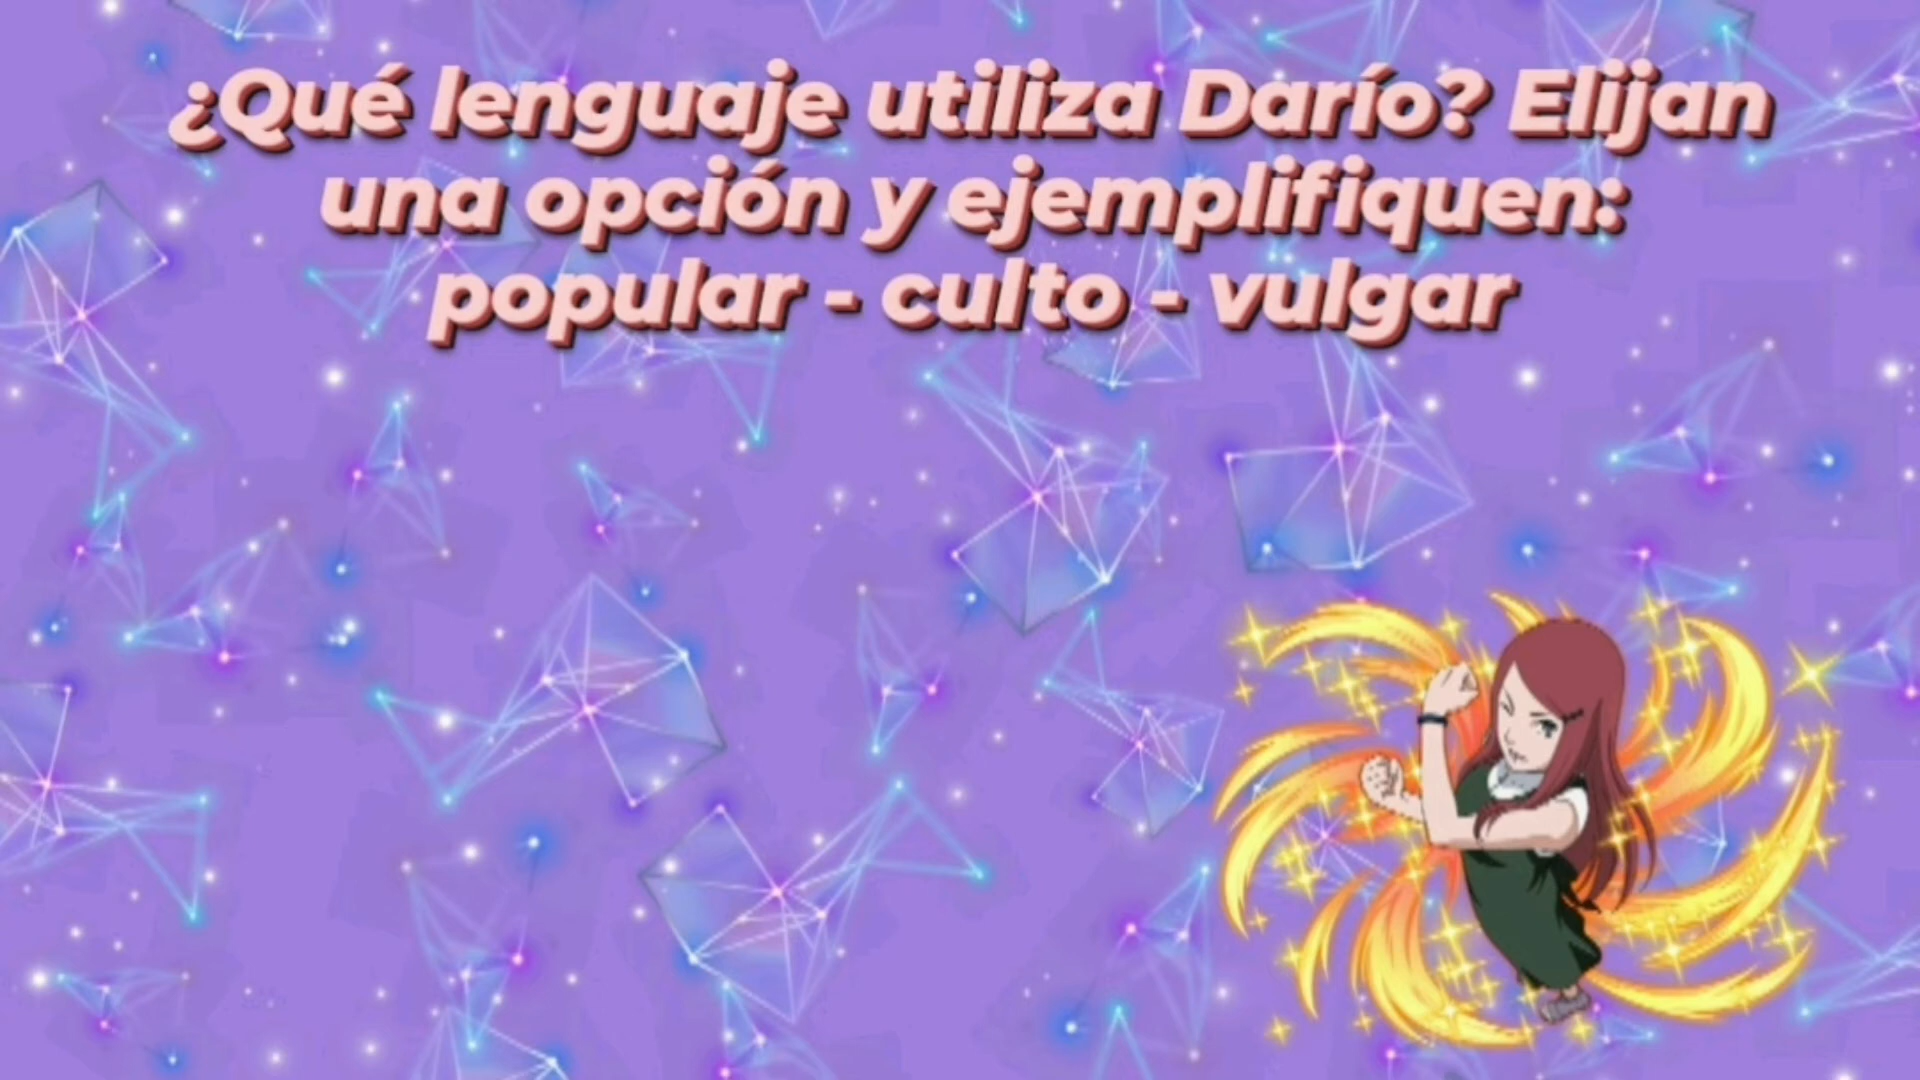 ¿Qué lenguaje utiliza Darío? Elijan
una opción y ejemplifiquen:
popular - culto - vulgar